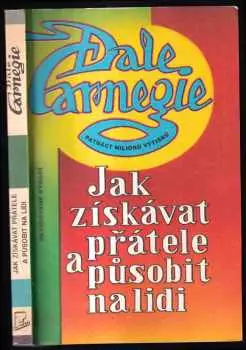 Dale
Carnegie
JAK ZÍSKÁVAT PŘÁTELE
A PŮSOBIT NA LIDI
Dale
Carnegie
PATNÁCT MILIONŮ VÝTISKŮ
Jak
získávat
přátele
a působit
na lidi